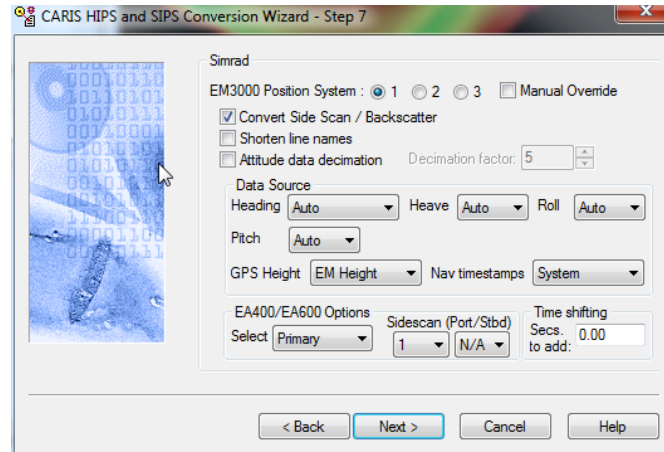 CARIS HIPS and SIPS Conversion Wizard - Step 7
Simrad
EM3000 Position System : 1 2 3 Manual Override
Convert Side Scan / Backscatter
Shorten line names
Attitude data decimation Decimation factor: 5
Data Source
Heading Auto Heave Auto Roll Auto
Pitch Auto
GPS Height EM Height Nav timestamps System
EA400/EA600 Options
Select Primary
Sidescan (Port/Stbd)
1 N/A
Time shifting
Secs.
to add: 0.00
< Back Next > Cancel Help